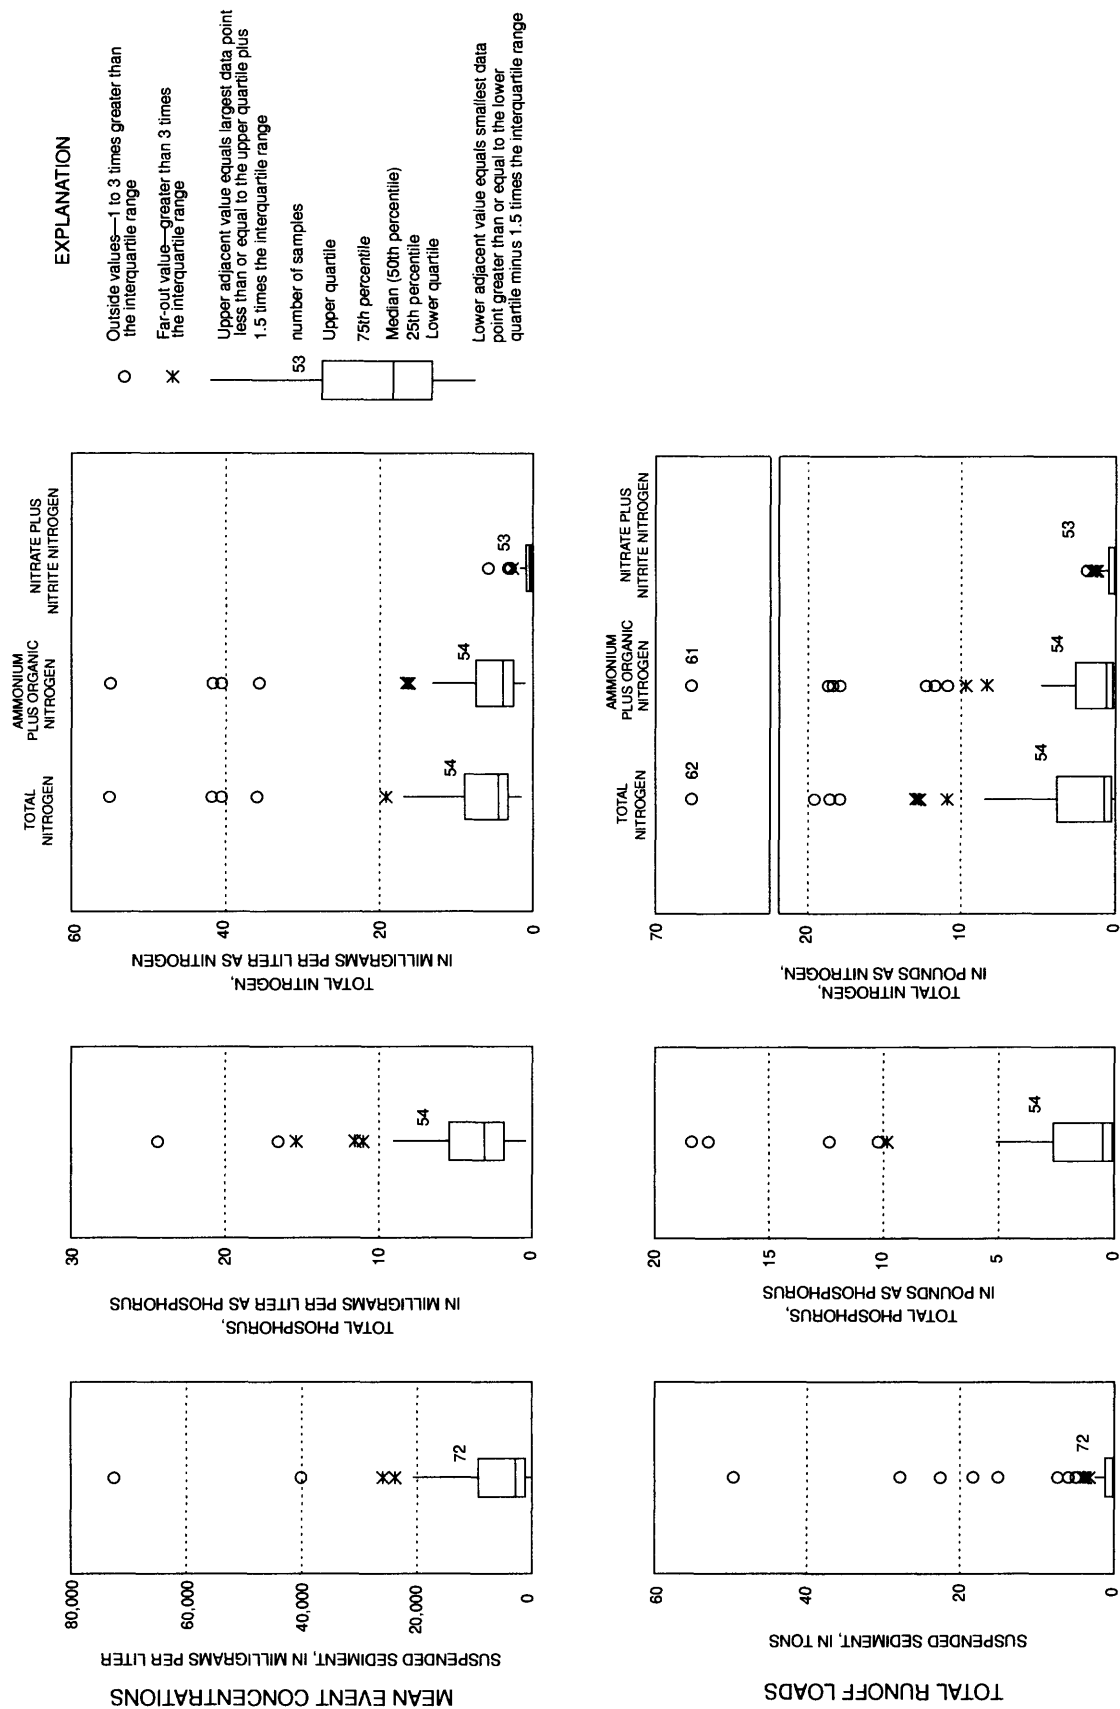 MEAN EVENT CONCENTRATIONS
SUSPENDED SEDIMENT, IN MILLIGRAMS PER LITER
80,000
60,000
40,000
20,000
0
72
TOTAL PHOSPHORUS,
IN MILLIGRAMS PER LITER AS PHOSPHORUS
30
20
10
0
54
TOTAL NITROGEN,
IN MILLIGRAMS PER LITER AS NITROGEN
60
40
20
0
TOTAL
NITROGEN
AMMONIUM
PLUS ORGANIC
NITROGEN
NITRATE PLUS
NITRITE NITROGEN
54
54
53
EXPLANATION
Outside values—1 to 3 times greater than
the interquartile range
Far-out value—greater than 3 times
the interquartile range
Upper adjacent value equals largest data point
less than or equal to the upper quartile plus
1.5 times the interquartile range
53
number of samples
Upper quartile
75th percentile
Median (50th percentile)
25th percentile
Lower quartile
Lower adjacent value equals smallest data
point greater than or equal to the lower
quartile minus 1.5 times the interquartile range
TOTAL RUNOFF LOADS
SUSPENDED SEDIMENT, IN TONS
60
40
20
0
72
TOTAL PHOSPHORUS,
IN POUNDS AS PHOSPHORUS
20
15
10
5
0
54
TOTAL NITROGEN,
IN POUNDS AS NITROGEN
70
20
10
0
TOTAL
NITROGEN
AMMONIUM
PLUS ORGANIC
NITROGEN
NITRATE PLUS
NITRITE NITROGEN
62
61
54
54
53